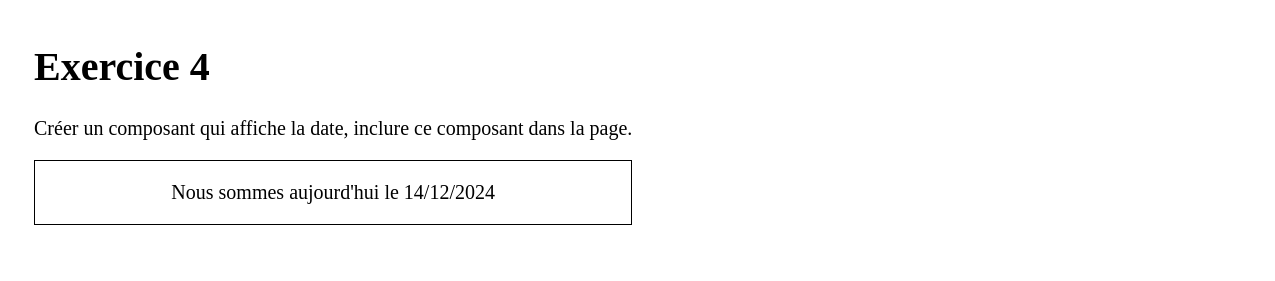 Exercice 4
Créer un composant qui affiche la date, inclure ce composant dans la page.
Nous sommes aujourd'hui le 14/12/2024